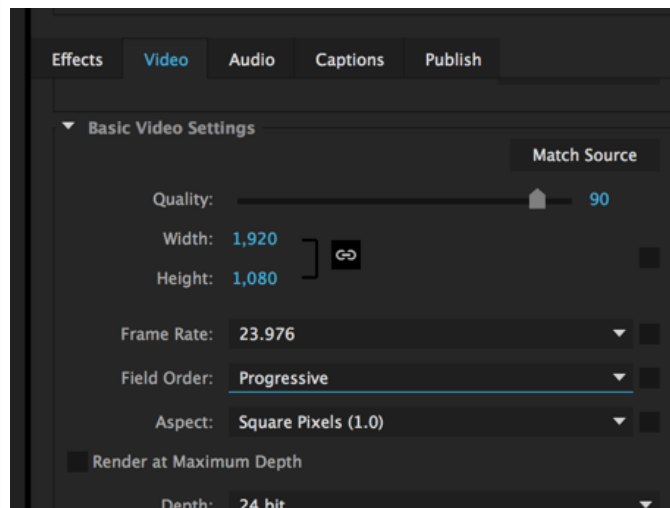 Effects Video Audio Captions Publish
Basic Video Settings
Match Source
Quality: 90
Width: 1,920
Height: 1,080
Frame Rate: 23.976
Field Order: Progressive
Aspect: Square Pixels (1.0)
Render at Maximum Depth
Depth: 24 bit